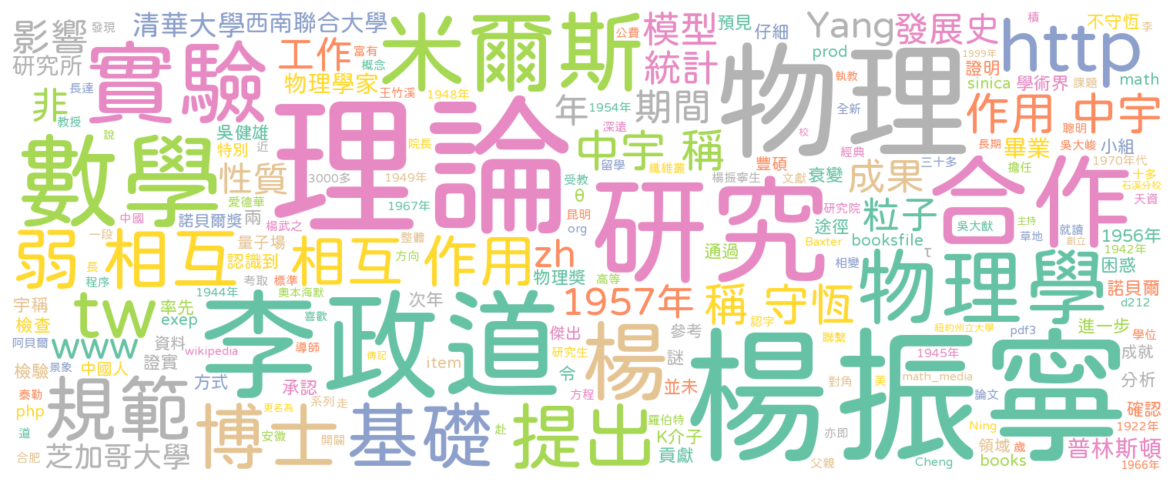 影響
發現
清華大學
西南聯合大學
米爾斯
公費
模型
預見
仔細
Yang
發展史
http
不守恆
槓
李
研究所
實驗
工作
富有
概念
統計
prod
物理
執教
1999年
證明
課題
math
長達
非
物理學家
王竹溪
1948年
1954年
年
期間
sinica
學術界
作用 中宇
教授
說
吳健雄
特別
近
院長
深遠
中宇 稱
全新
校
經典
聰明
長期
吳大峻
畢業
小組
數學
理論
性質
3000多
1949年
留學
纖維叢
豐碩
楊振寧生
文獻
衰變
成果
三十多
擔任
1970年代
十多
石溪分校
天資
愛德華
1967年
受教
θ
研究
研究院
合作
中國
楊武之
諾貝爾獎
兩
昆明
org
途徑
粒子
吳大猷
主持
草地
就讀
創立
1956年
1942年
弱 相互
一段
量子場
認識到
整體
方向
相互 作用
zh
通過
Baxter
booksfile
τ
物理學
困惑
長
程序
考取
標準
奧本海默
物理獎
高等
相變
諾貝爾
d212
宇稱
tw
率先
1944年
喜歡
李政道
次年
1957年
稱 守恆
認字
紐約州立大學
pdf3
進一步
檢查
exep
導師
傑出
楊
參考
聯繫
學位
阿貝爾
景象
www
資料
wikipedia
傳記
研究生
item
謎
楊振寧
1945年
成就
檢驗
中國人
證實
方式
承認
令
方程
並未
對角
美
math_media
論文
分析
泰勒
php
規範
更名為
系列
走
博士
基礎
提出
羅伯特
K介子
確認
道
安徽
開闢
赴
貢獻
亦即
Ning
領域
歲
1922年
合肥
芝加哥大學
父親
Cheng
books
普林斯頓
1966年